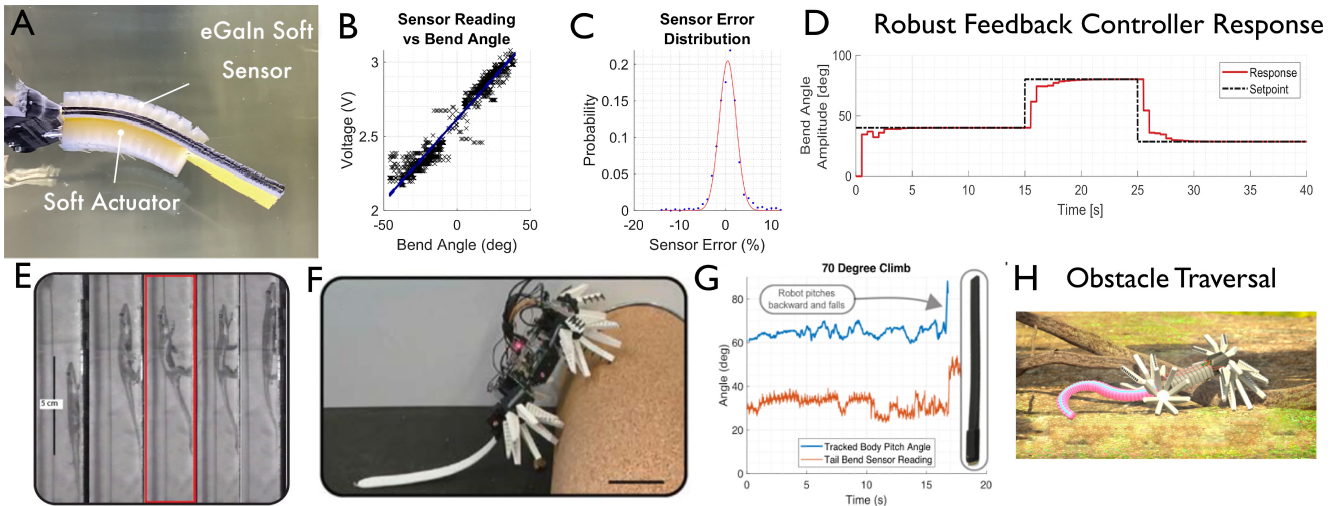 A
eGaIn Soft
Sensor
Soft Actuator
B
Sensor Reading
vs Bend Angle
3
2.5
2
Voltage (V)
-50
0
50
Bend Angle (deg)
C
Sensor Error
Distribution
0.2
0.15
0.1
0.05
0
Probability
-20
-10
0
10
Sensor Error (%)
D
Robust Feedback Controller Response
100
50
0
Bend Angle
Amplitude [deg]
Response
Setpoint
0
5
10
15
20
25
30
35
40
Time [s]
E
5 cm
F
G
70 Degree Climb
Robot pitches
backward and falls
80
60
40
20
0
Angle (deg)
Tracked Body Pitch Angle
Tail Bend Sensor Reading
0
5
10
15
20
Time (s)
H
Obstacle Traversal